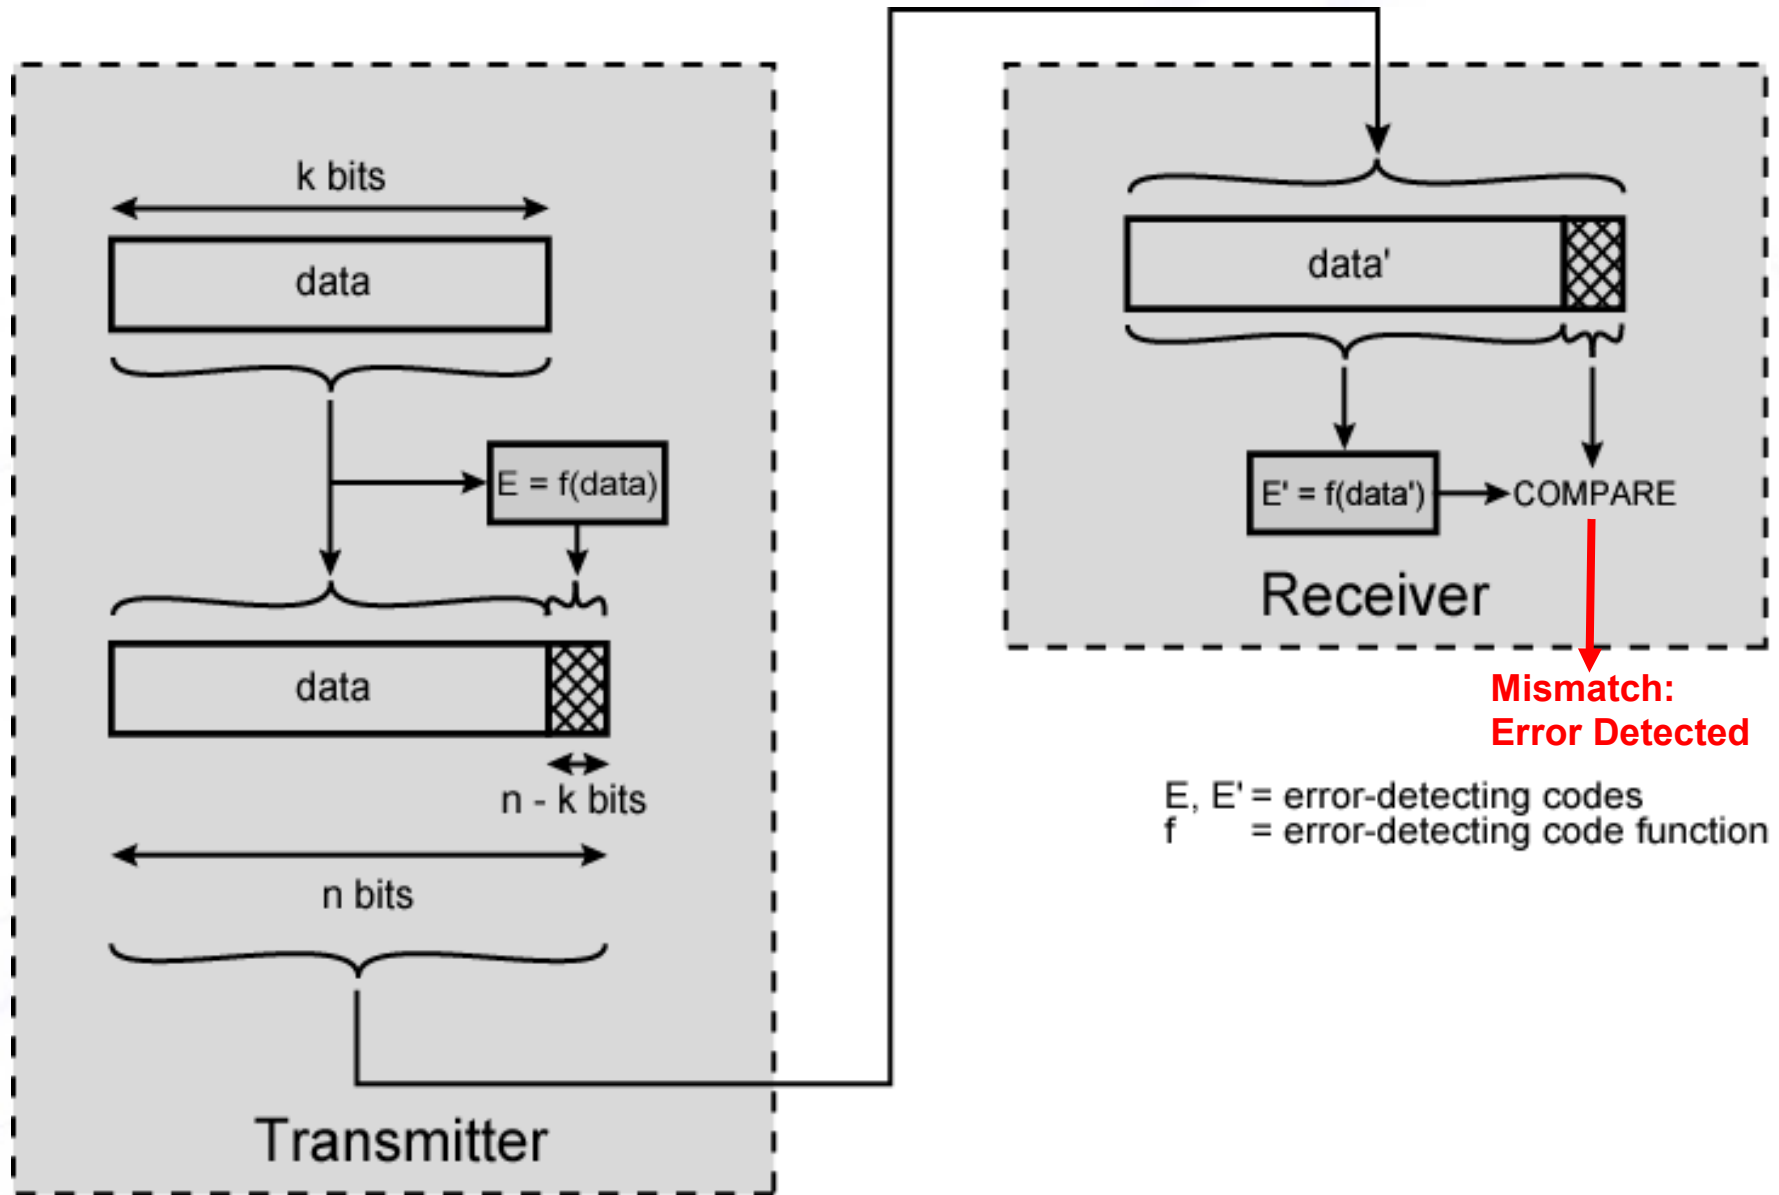 k bits
data
E = f(data)
data
n - k bits
n bits
Transmitter
data'
E' = f(data')
COMPARE
Receiver
Mismatch:
Error Detected
E, E' = error-detecting codes
f = error-detecting code function